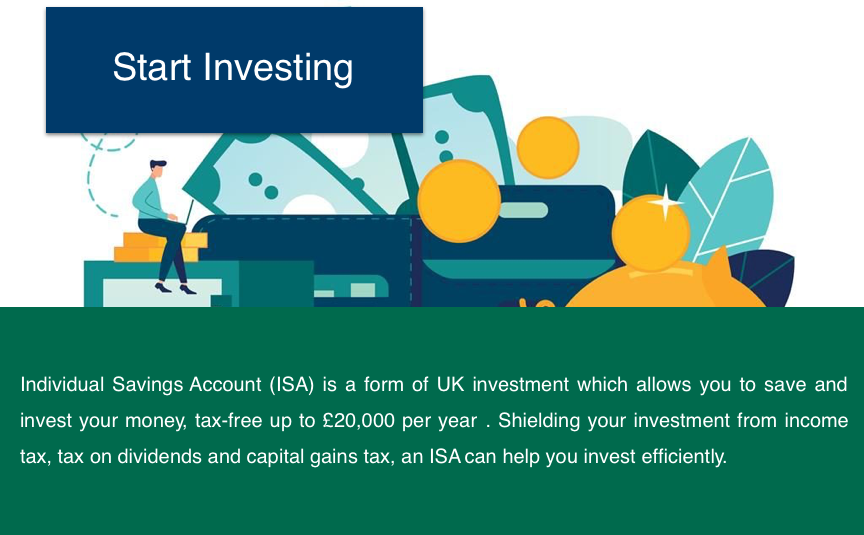 Start Investing
Individual Savings Account (ISA) is a form of UK investment which allows you to save and
invest your money, tax-free up to £20,000 per year . Shielding your investment from income
tax, tax on dividends and capital gains tax, an ISA can help you invest efficiently.